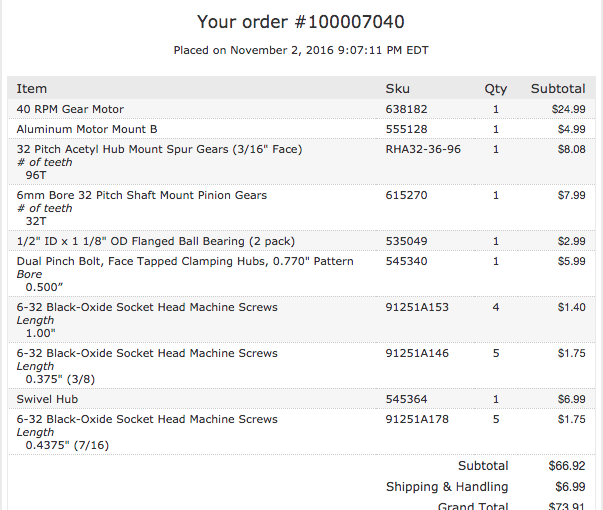 Your order #100007040
Placed on November 2, 2016 9:07:11 PM EDT
Item Sku Qty Subtotal
40 RPM Gear Motor 638182 1 $24.99
Aluminum Motor Mount B 555128 1 $4.99
32 Pitch Acetyl Hub Mount Spur Gears (3/16" Face) RHA32-36-96 1 $8.08
# of teeth
96T
6mm Bore 32 Pitch Shaft Mount Pinion Gears 615270 1 $7.99
# of teeth
32T
1/2" ID x 1 1/8" OD Flanged Ball Bearing (2 pack) 535049 1 $2.99
Dual Pinch Bolt, Face Tapped Clamping Hubs, 0.770" Pattern 545340 1 $5.99
Bore
0.500”
6-32 Black-Oxide Socket Head Machine Screws 91251A153 4 $1.40
Length
1.00"
6-32 Black-Oxide Socket Head Machine Screws 91251A146 5 $1.75
Length
0.375" (3/8)
Swivel Hub 545364 1 $6.99
6-32 Black-Oxide Socket Head Machine Screws 91251A178 5 $1.75
Length
0.4375" (7/16)
Subtotal $66.92
Shipping & Handling $6.99
Grand Total $73.91